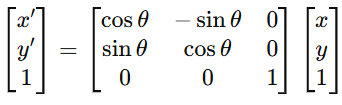 [x′] = [cos θ − sin θ 0] [x]
[y′] = [sin θ cos θ 0] [y]
[1] = [0 0 1] [1]